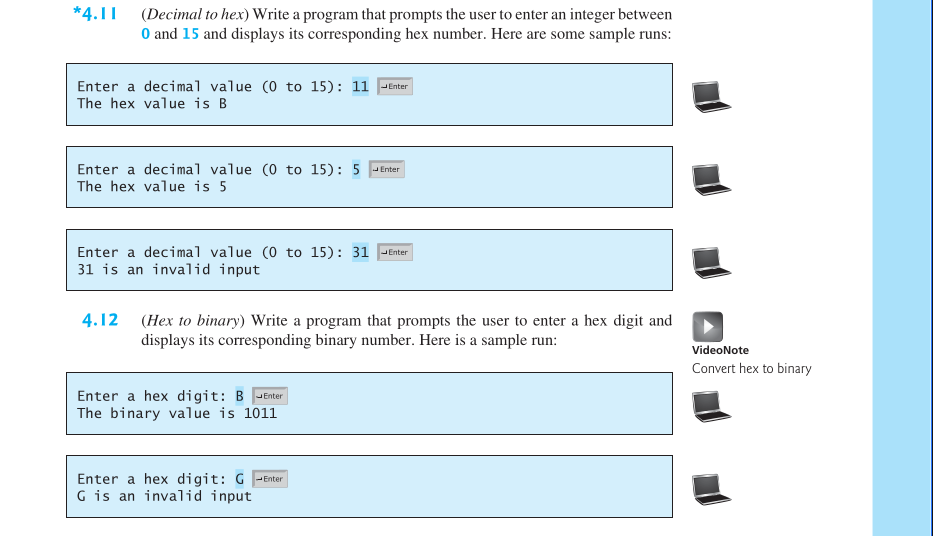 *4.11 (Decimal to hex) Write a program that prompts the user to enter an integer between
0 and 15 and displays its corresponding hex number. Here are some sample runs:
Enter a decimal value (0 to 15): 11 ↵Enter
The hex value is B
Enter a decimal value (0 to 15): 5 ↵Enter
The hex value is 5
Enter a decimal value (0 to 15): 31 ↵Enter
31 is an invalid input
4.12 (Hex to binary) Write a program that prompts the user to enter a hex digit and
displays its corresponding binary number. Here is a sample run:
VideoNote
Convert hex to binary
Enter a hex digit: B ↵Enter
The binary value is 1011
Enter a hex digit: G ↵Enter
G is an invalid input